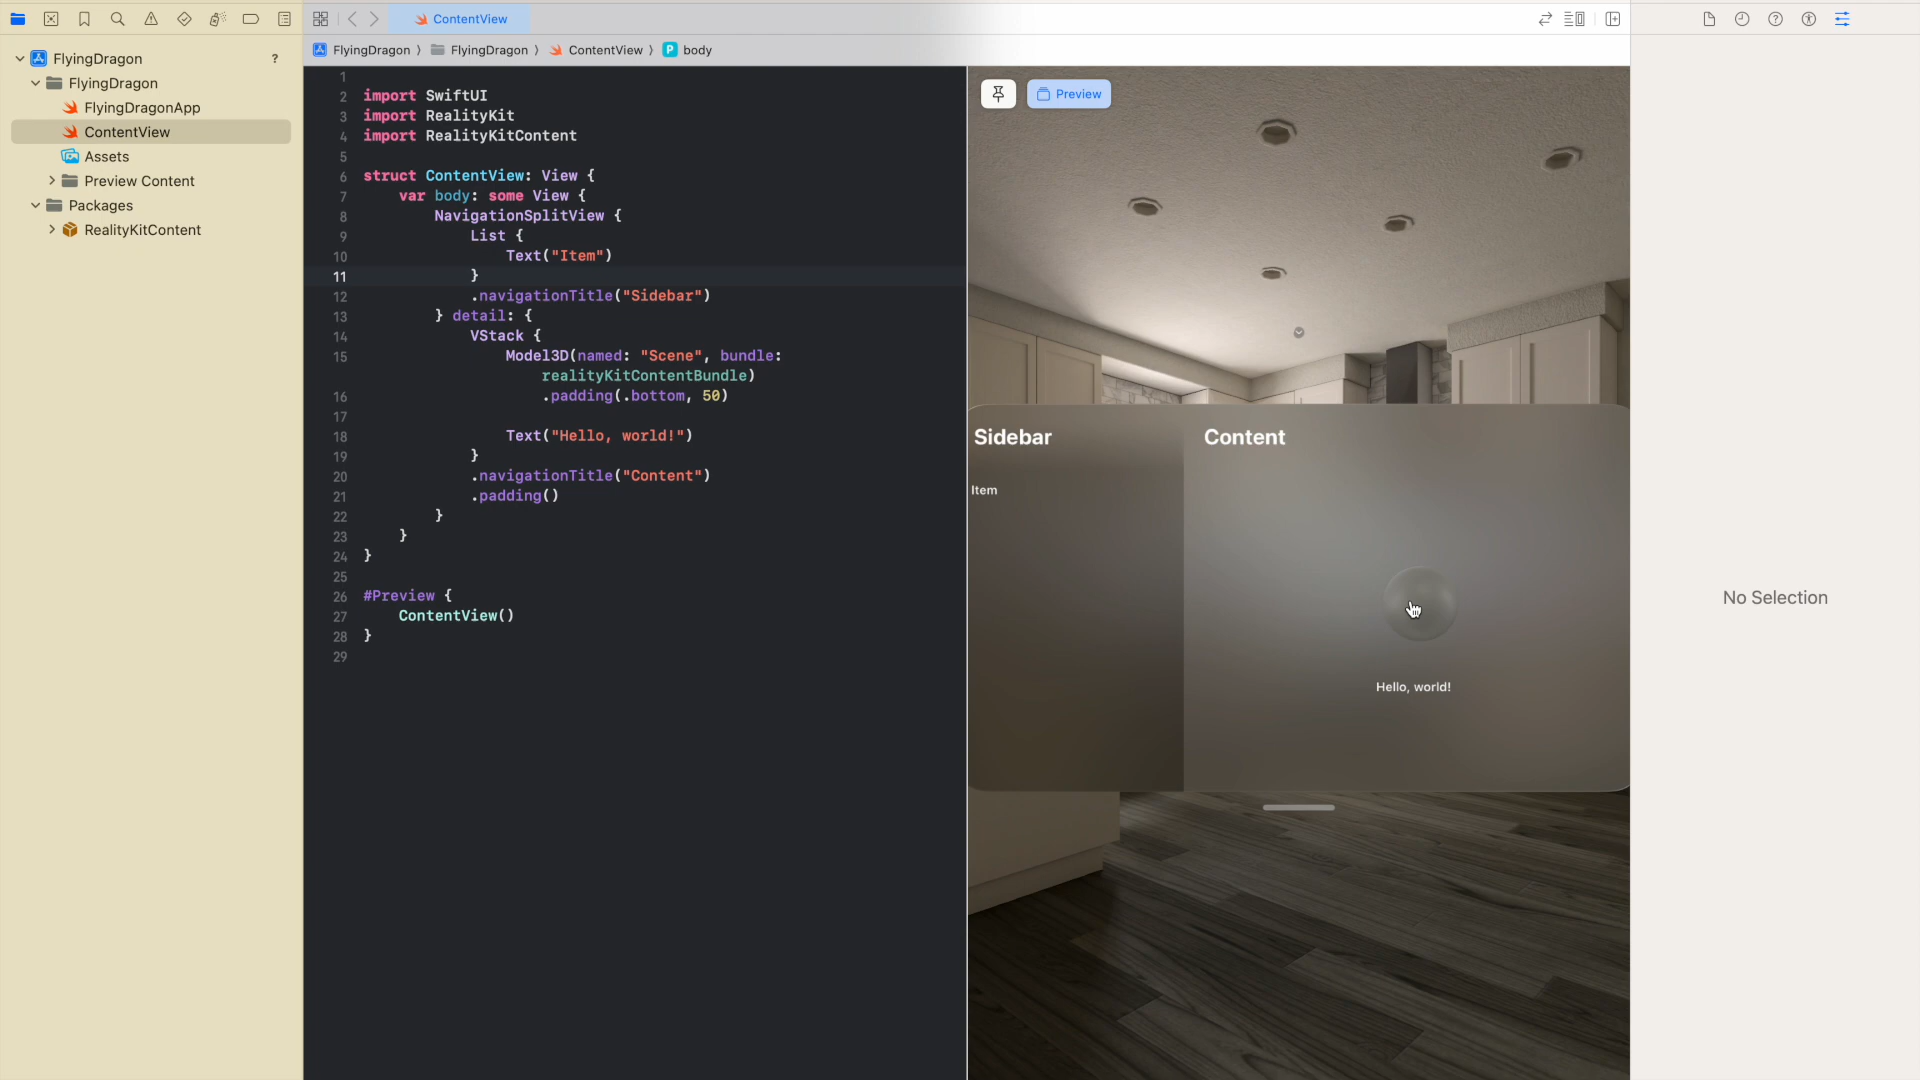 ContentView
FlyingDragon 〉 FlyingDragon 〉 ContentView 〉 P body
FlyingDragon ?
FlyingDragon
FlyingDragonApp
ContentView
Assets
Preview Content
Packages
RealityKitContent
1
2 import SwiftUI
3 import RealityKit
4 import RealityKitContent
5
6 struct ContentView: View {
7 var body: some View {
8 NavigationSplitView {
9 List {
10 Text("Item")
11 }
12 .navigationTitle("Sidebar")
13 } detail: {
14 VStack {
15 Model3D(named: "Scene", bundle:
realityKitContentBundle)
16 .padding(.bottom, 50)
17
18 Text("Hello, world!")
19 }
20 .navigationTitle("Content")
21 .padding()
22 }
23 }
24 }
25
26 #Preview {
27 ContentView()
28 }
29
Preview
Sidebar
Item
Content
Hello, world!
No Selection